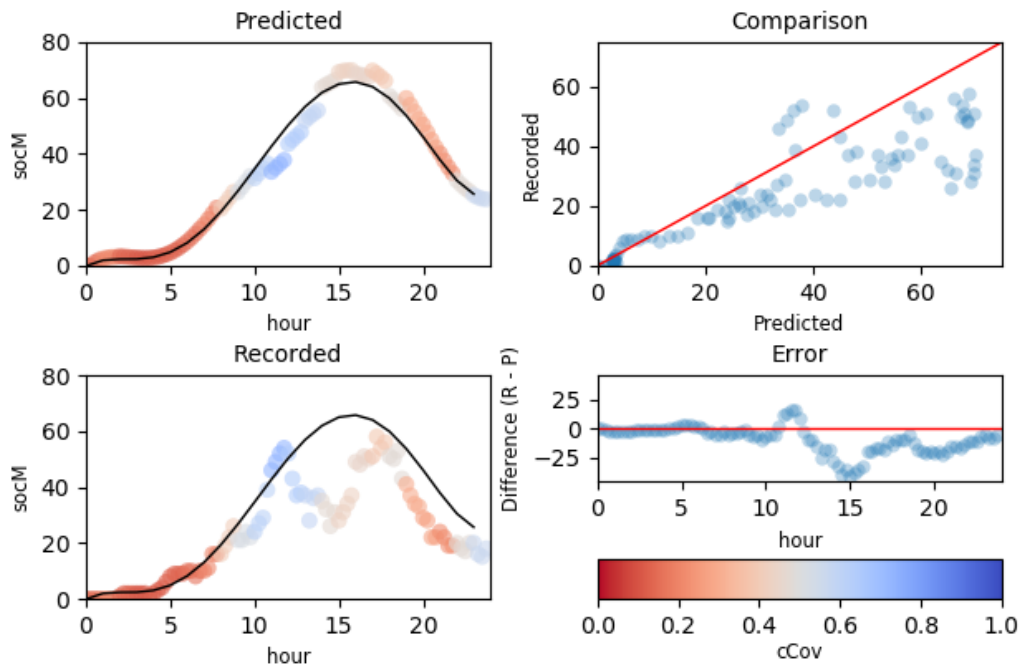 Predicted
80
60
40
20
0
socM
0 5 10 15 20
hour
Comparison
60
40
20
0
Recorded
0 20 40 60
Predicted
Recorded
80
60
40
20
0
socM
0 5 10 15 20
hour
Error
25
0
−25
Difference (R - P)
0 5 10 15 20
hour
0.0 0.2 0.4 0.6 0.8 1.0
cCov